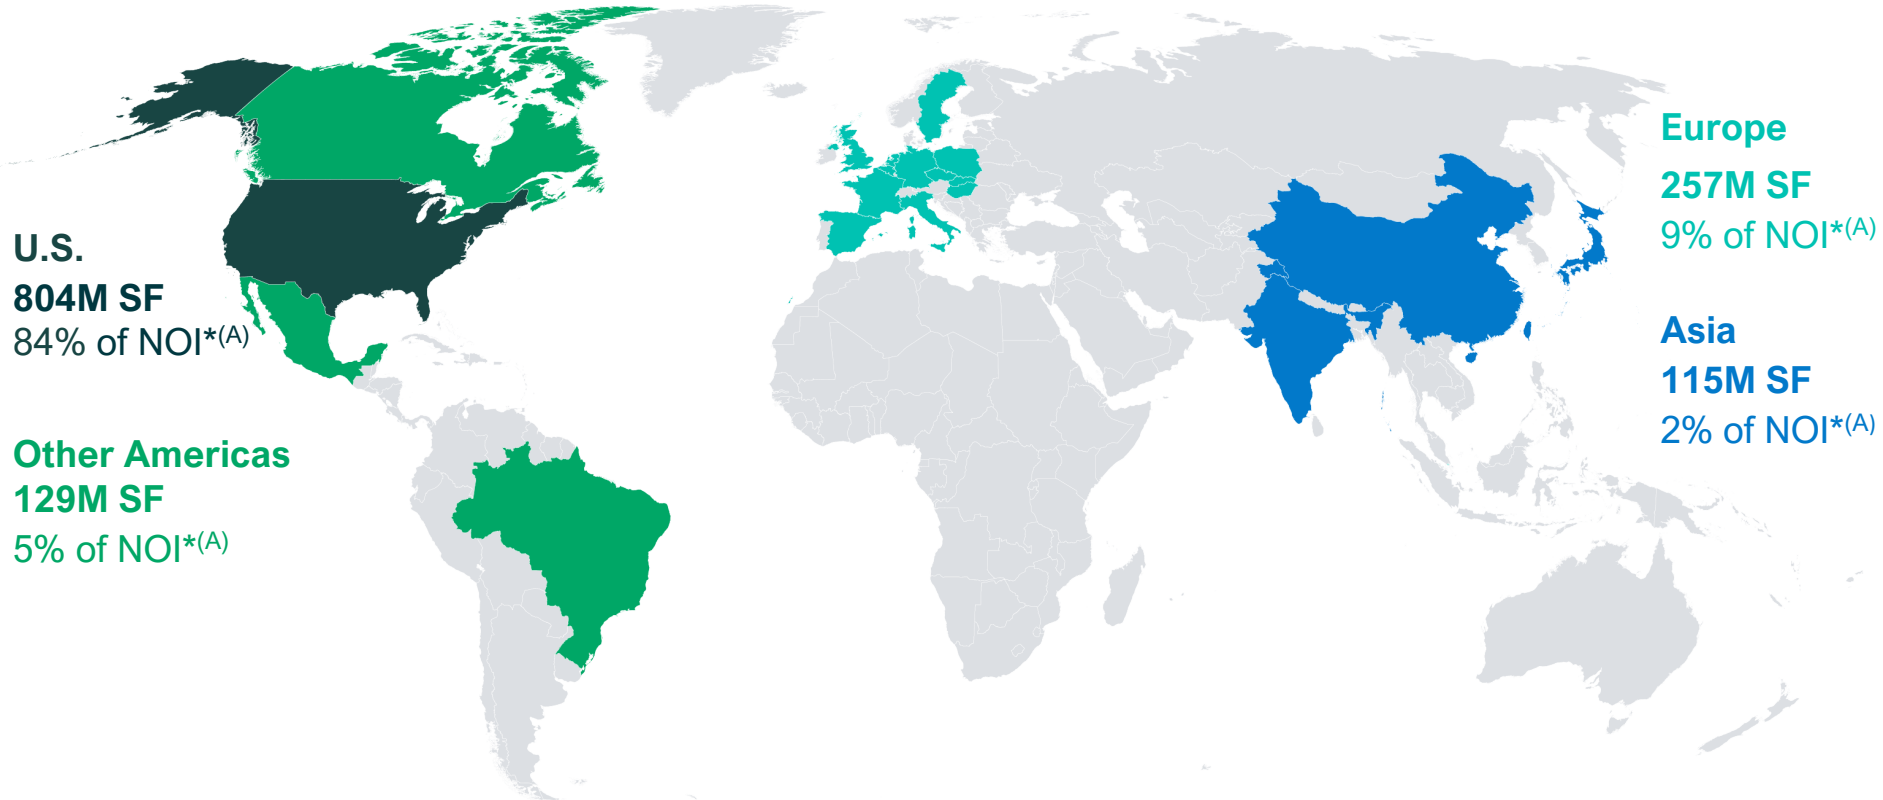 U.S.
804M SF
84% of NOI*(A)
Other Americas
129M SF
5% of NOI*(A)
Europe
257M SF
9% of NOI*(A)
Asia
115M SF
2% of NOI*(A)